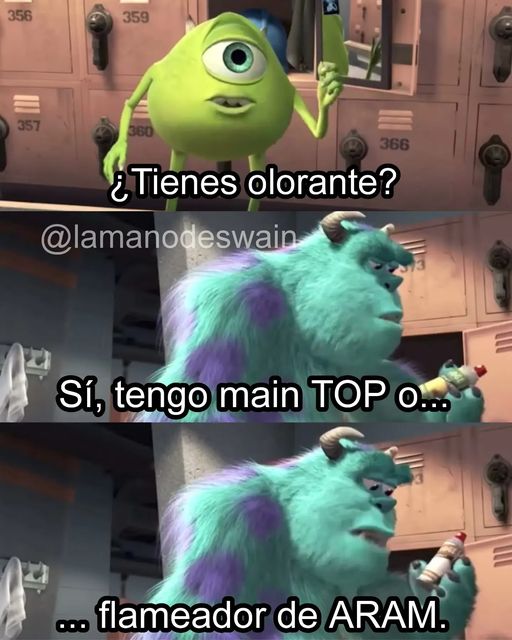 356
359
357
360
366
¿Tienes olorante?
@lamanodeswain
Sí, tengo main TOP o...
... flameador de ARAM.